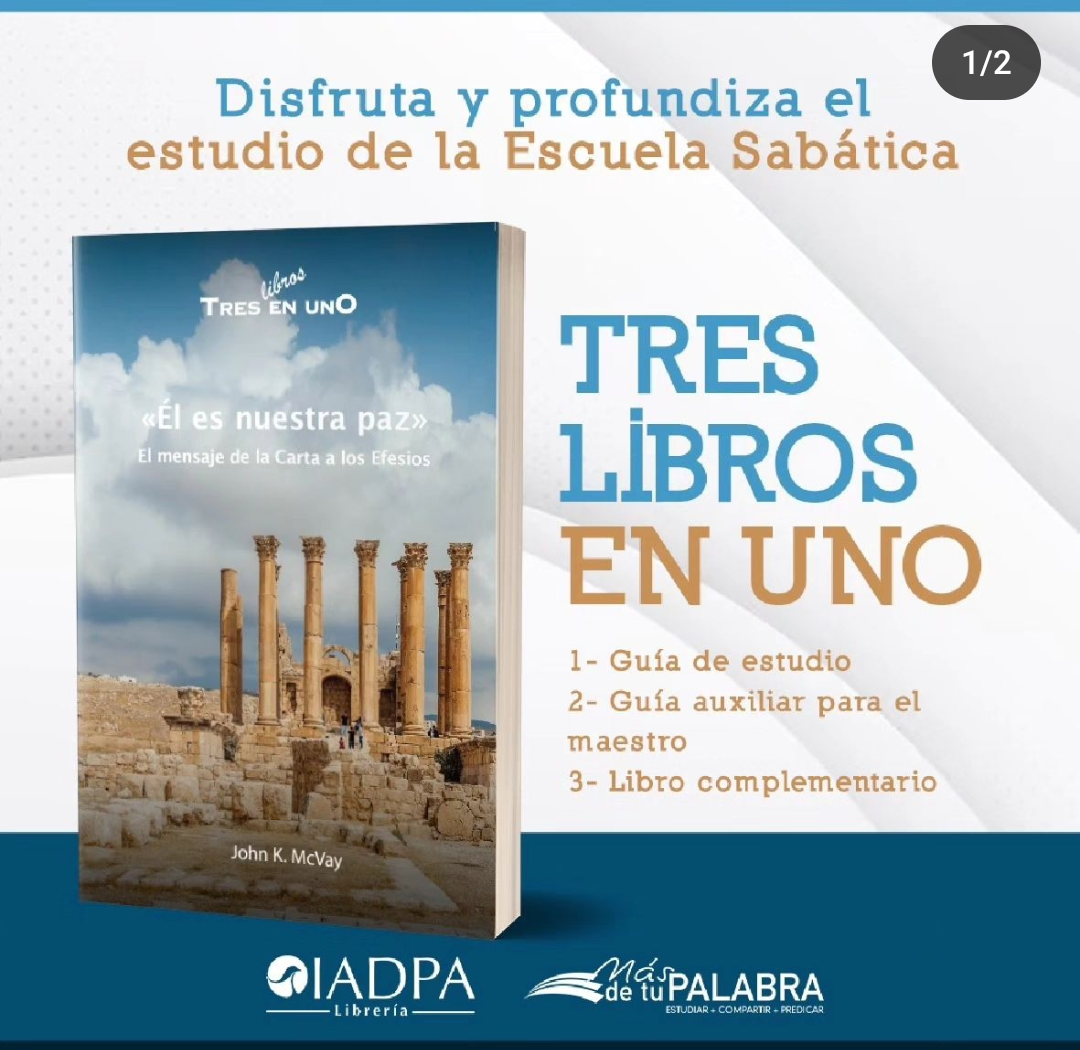 1/2
Disfruta y profundiza el
estudio de la Escuela Sabática
libros
TRES EN UNO
«Él es nuestra paz»
El mensaje de la Carta a los Efesios
John K. McVay
TRES
LIBROS
EN UNO
1- Guía de estudio
2- Guía auxiliar para el
maestro
3- Libro complementario
IADPA
Librería
Más
de tu PALABRA
ESTUDIAR + COMPARTIR + PREDICAR